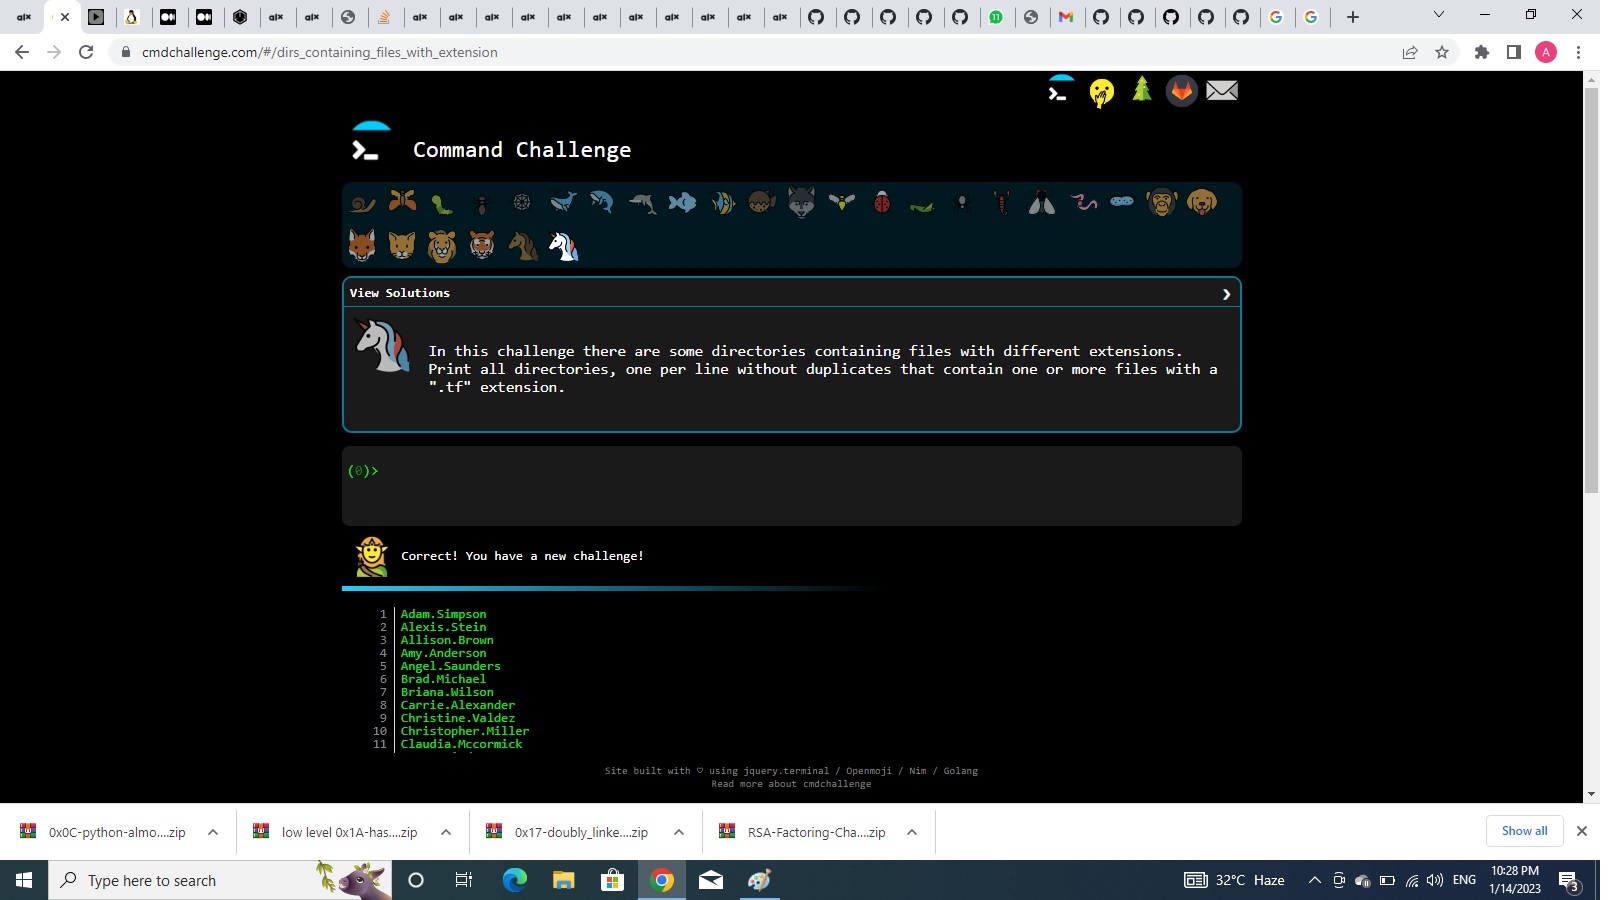 cmdchallenge.com/#/dirs_containing_files_with_extension
A
Command Challenge
View Solutions
In this challenge there are some directories containing files with different extensions.
Print all directories, one per line without duplicates that contain one or more files with a
".tf" extension.
(0)>
Correct! You have a new challenge!
1 Adam.Simpson
2 Alexis.Stein
3 Allison.Brown
4 Amy.Anderson
5 Angel.Saunders
6 Brad.Michael
7 Briana.Wilson
8 Carrie.Alexander
9 Christine.Valdez
10 Christopher.Miller
11 Claudia.Mccormick
Site built with ♡ using jquery.terminal / Openmoji / Nim / Golang
Read more about cmdchallenge
0x0C-python-almo....zip
low level 0x1A-has....zip
0x17-doubly_linke....zip
RSA-Factoring-Cha....zip
Show all
Type here to search
32°C Haze
ENG
10:28 PM
1/14/2023
3